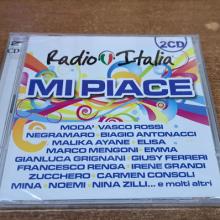 2CD
Radio Italia
MI PIACE
MODA' VASCO ROSSI
NEGRAMARO BIAGIO ANTONACCI
MALIKA AYANE ELISA
MARCO MENGONI EMMA
GIANLUCA GRIGNANI GIUSY FERRERI
FRANCESCO RENGA IRENE GRANDI
ZUCCHERO CARMEN CONSOLI
MINA NOEMI NINA ZILLI... e molti altri